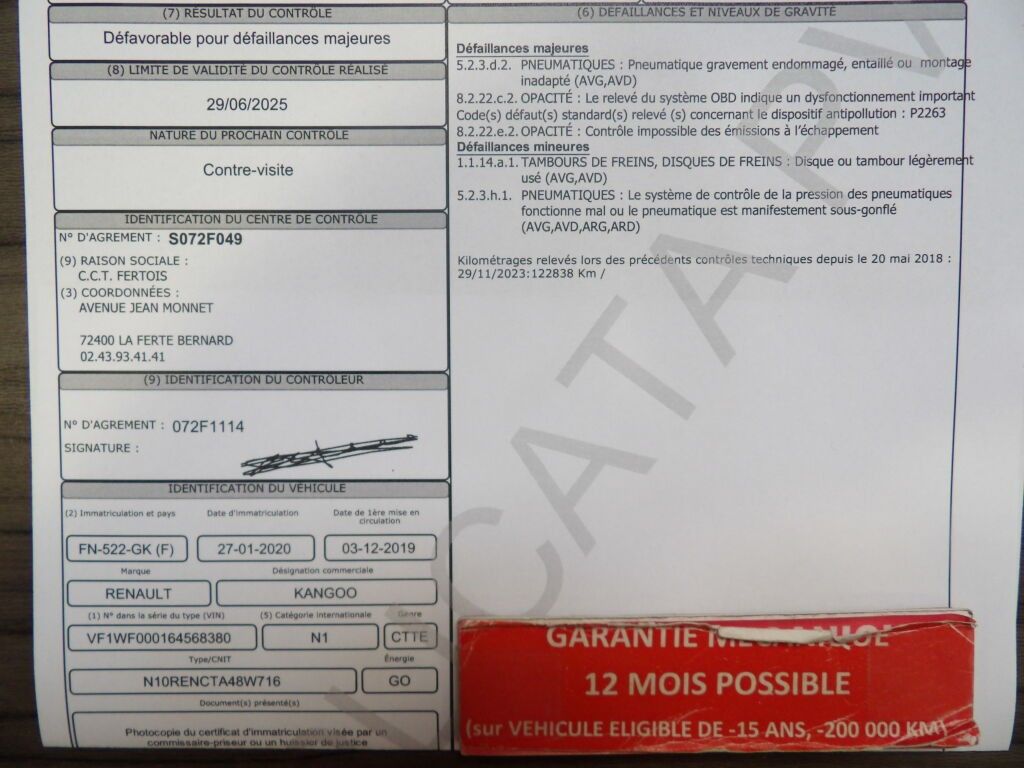 (7) RÉSULTAT DU CONTRÔLE
Défavorable pour défaillances majeures
(8) LIMITE DE VALIDITÉ DU CONTRÔLE RÉALISÉ
29/06/2025
NATURE DU PROCHAIN CONTRÔLE
Contre-visite
IDENTIFICATION DU CENTRE DE CONTRÔLE
N° D'AGREMENT : S072F049
(9) RAISON SOCIALE :
C.C.T. FERTOIS
(3) COORDONNÉES :
AVENUE JEAN MONNET
72400 LA FERTE BERNARD
02.43.93.41.41
(9) IDENTIFICATION DU CONTRÔLEUR
N° D'AGREMENT : 072F1114
SIGNATURE :
IDENTIFICATION DU VÉHICULE
(2) Immatriculation et pays Date d'immatriculation Date de 1ère mise en
circulation
FN-522-GK (F) 27-01-2020 03-12-2019
Marque Désignation commerciale
RENAULT KANGOO
(1) N° dans la série du type (VIN) (5) Catégorie internationale Genre
VF1WF000164568380 N1 CTTE
Type/CNIT Énergie
N10RENCTA48W716 GO
Document(s) présenté(s)
Photocopie du certificat d'immatriculation visée par un
commissaire-priseur ou un huissier de justice
(6) DÉFAILLANCES ET NIVEAUX DE GRAVITÉ
Défaillances majeures
5.2.3.d.2. PNEUMATIQUES : Pneumatique gravement endommagé, entaillé ou montage
inadapté (AVG,AVD)
8.2.22.c.2. OPACITÉ : Le relevé du système OBD indique un dysfonctionnement important
Code(s) défaut(s) standard(s) relevé (s) concernant le dispositif antipollution : P2263
8.2.22.e.2. OPACITÉ : Contrôle impossible des émissions à l'échappement
Défaillances mineures
1.1.14.a.1. TAMBOURS DE FREINS, DISQUES DE FREINS : Disque ou tambour légèrement
usé (AVG,AVD)
5.2.3.h.1. PNEUMATIQUES : Le système de contrôle de la pression des pneumatiques
fonctionne mal ou le pneumatique est manifestement sous-gonflé
(AVG,AVD,ARG,ARD)
Kilométrages relevés lors des précédents contrôles techniques depuis le 20 mai 2018 :
29/11/2023:122838 Km /
GARANTIE MECANIQUE
12 MOIS POSSIBLE
(sur VEHICULE ELIGIBLE DE -15 ANS, -200 000 KM)